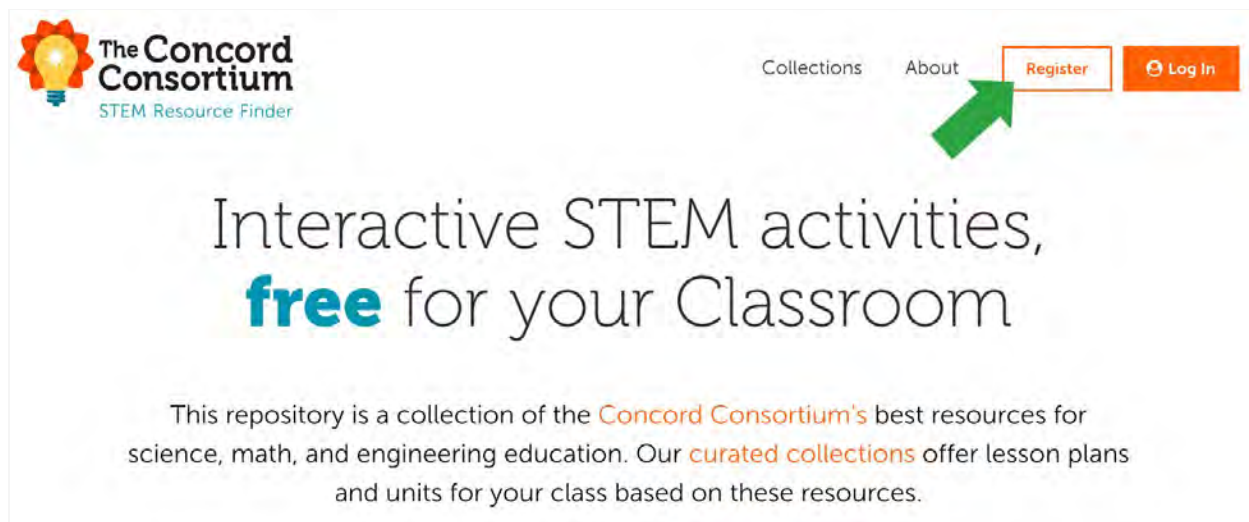 The Concord
Consortium
STEM Resource Finder
Collections About Register Log In
Interactive STEM activities,
free for your Classroom
This repository is a collection of the Concord Consortium's best resources for
science, math, and engineering education. Our curated collections offer lesson plans
and units for your class based on these resources.